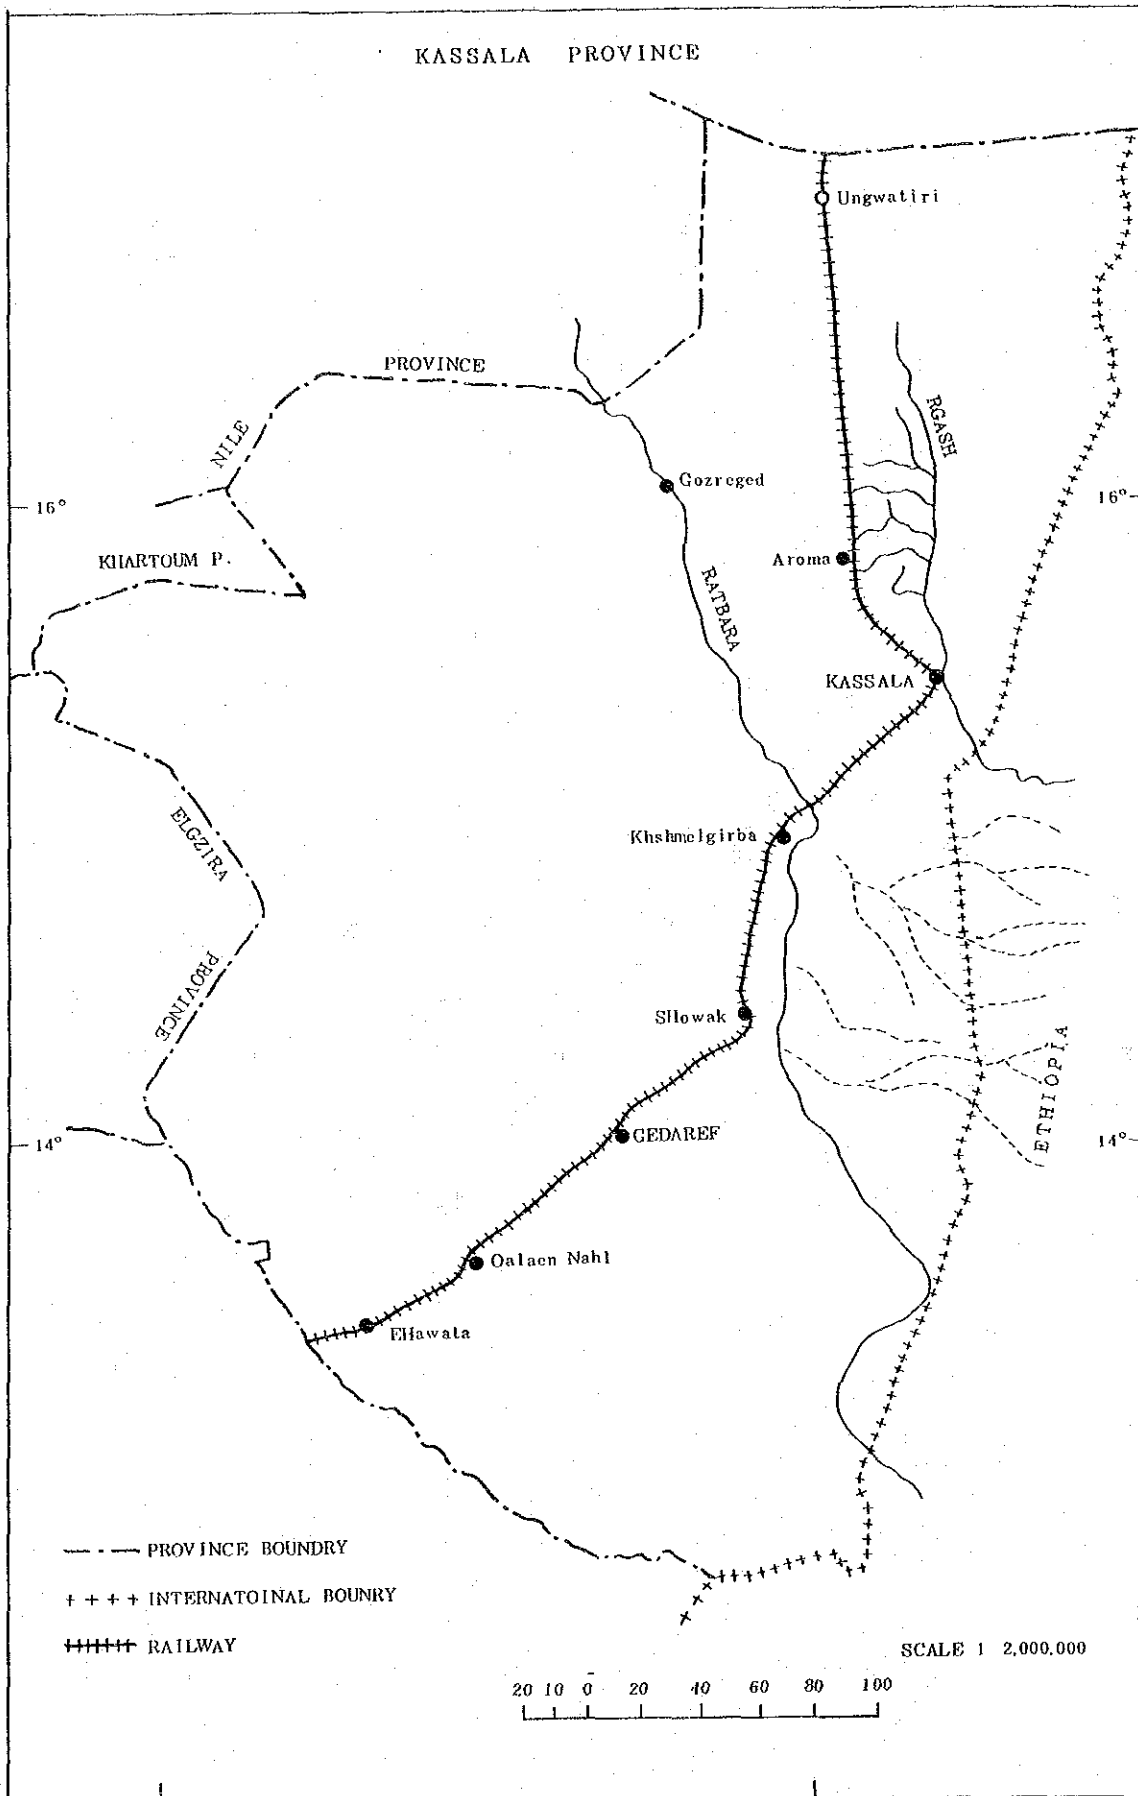 KASSALA PROVINCE
Ungwatiri
PROVINCE
NILE
RGASH
Gozreged
16°
16°
KHARTOUM P.
Aroma
RATBARA
KASSALA
ELGZIRA
Khshmelgirba
PROVINCE
SHowak
ETHIOPIA
GEDAREF
14°
14°
Oalaen Nahl
EHawata
PROVINCE BOUNDRY
INTERNATOINAL BOUNRY
RAILWAY
SCALE 1 2,000,000
20 10 0 20 40 60 80 100